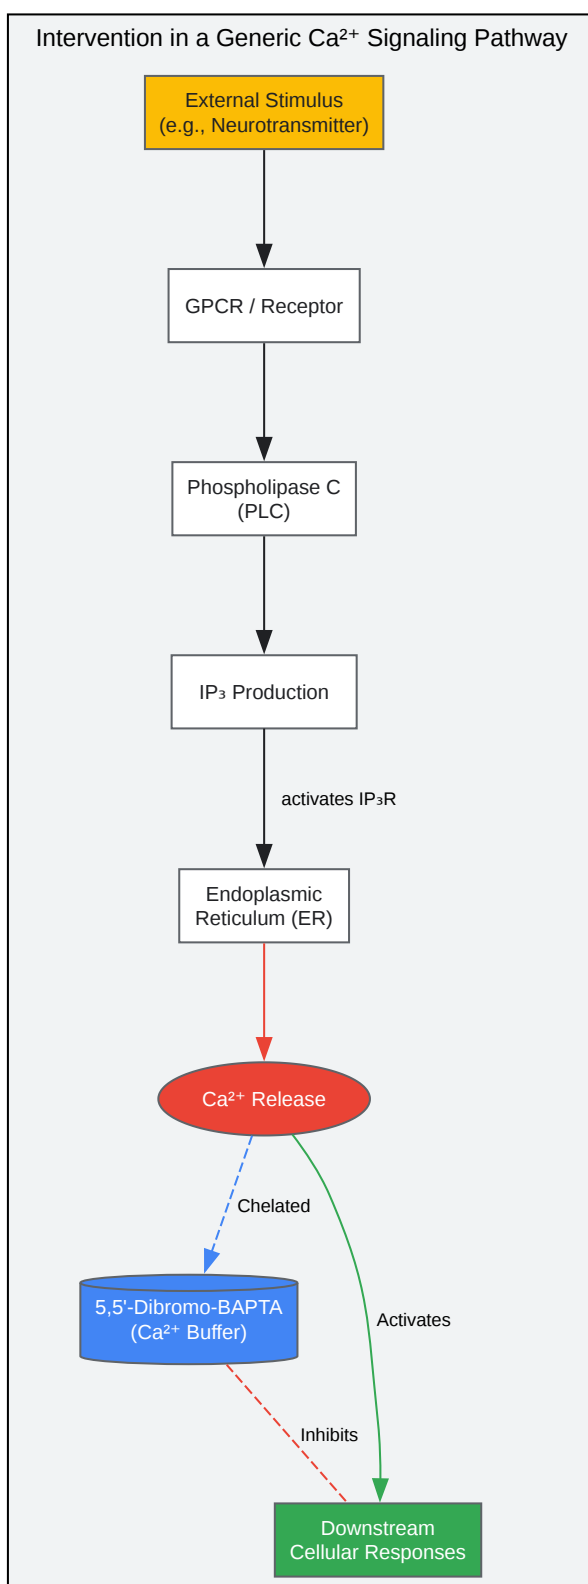 Intervention in a Generic Ca²⁺ Signaling Pathway
External Stimulus
(e.g., Neurotransmitter)
GPCR / Receptor
Phospholipase C
(PLC)
IP₃ Production
activates IP₃R
Endoplasmic
Reticulum (ER)
Ca²⁺ Release
Chelated
5,5'-Dibromo-BAPTA
(Ca²⁺ Buffer)
Activates
Inhibits
Downstream
Cellular Responses